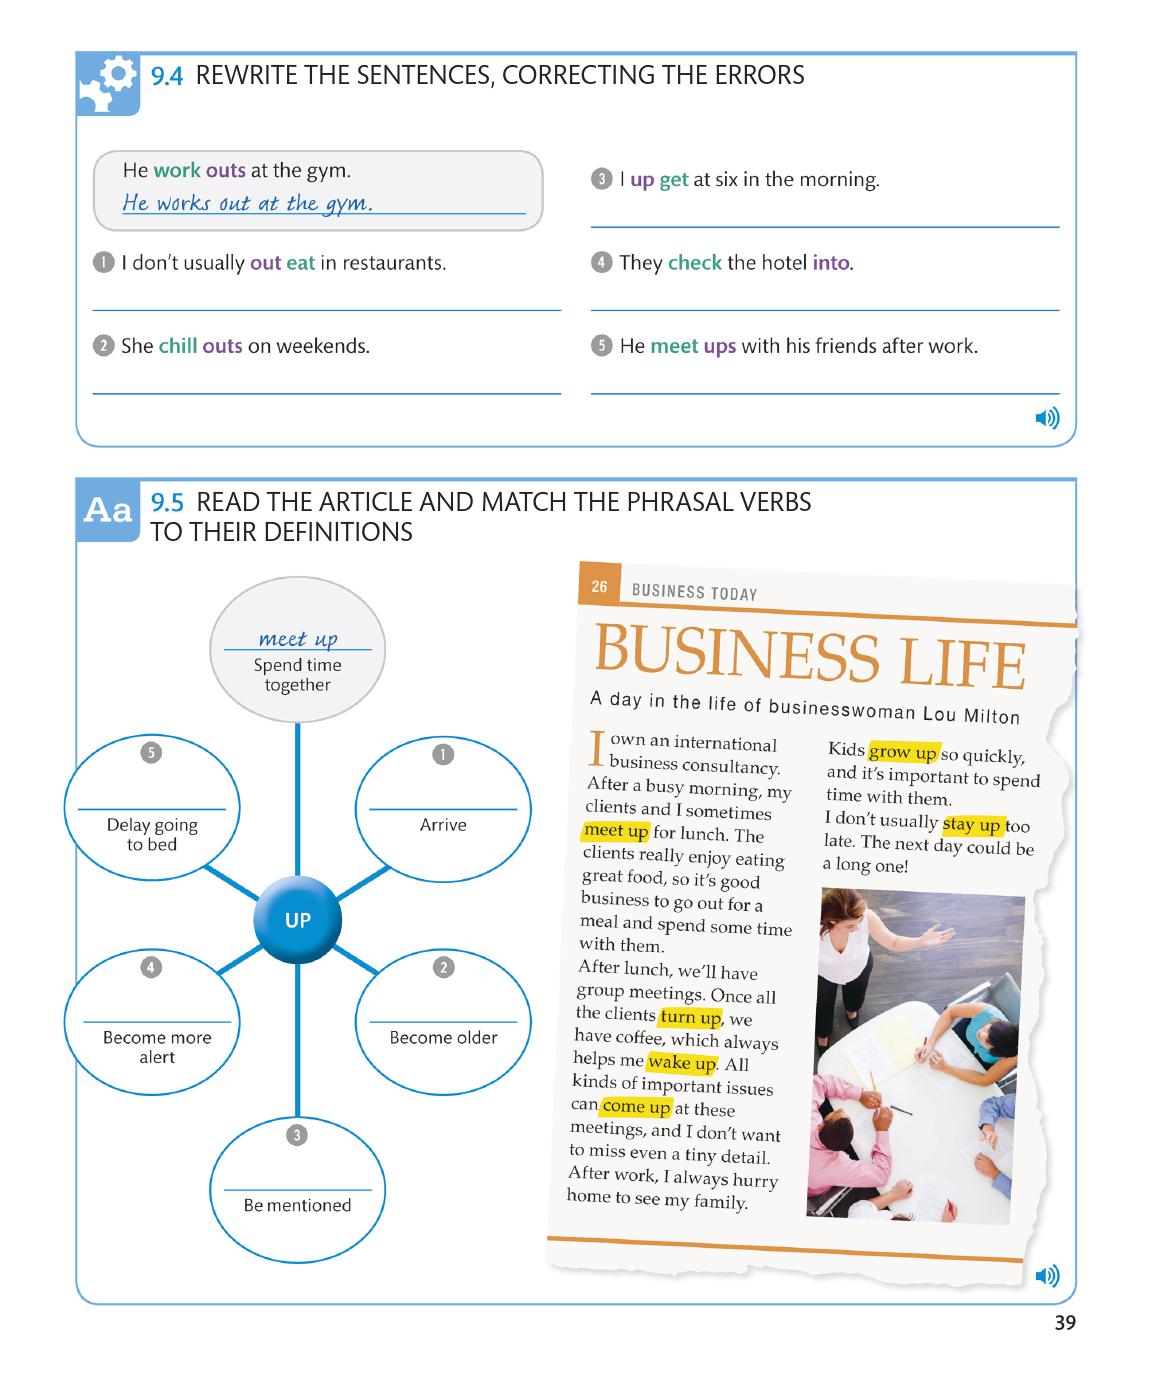 9.4 REWRITE THE SENTENCES, CORRECTING THE ERRORS
He work outs at the gym.
He works out at the gym.
1 I don't usually out eat in restaurants.
2 She chill outs on weekends.
3 I up get at six in the morning.
4 They check the hotel into.
5 He meet ups with his friends after work.
Aa
9.5 READ THE ARTICLE AND MATCH THE PHRASAL VERBS
TO THEIR DEFINITIONS
meet up
Spend time
together
5
Delay going
to bed
1
Arrive
UP
4
Become more
alert
2
Become older
3
Be mentioned
26 BUSINESS TODAY
BUSINESS LIFE
A day in the life of businesswoman Lou Milton
I own an international
business consultancy.
After a busy morning, my
clients and I sometimes
meet up for lunch. The
clients really enjoy eating
great food, so it's good
business to go out for a
meal and spend some time
with them.
After lunch, we'll have
group meetings. Once all
the clients turn up, we
have coffee, which always
helps me wake up. All
kinds of important issues
can come up at these
meetings, and I don't want
to miss even a tiny detail.
After work, I always hurry
home to see my family.
Kids grow up so quickly,
and it's important to spend
time with them.
I don't usually stay up too
late. The next day could be
a long one!
39